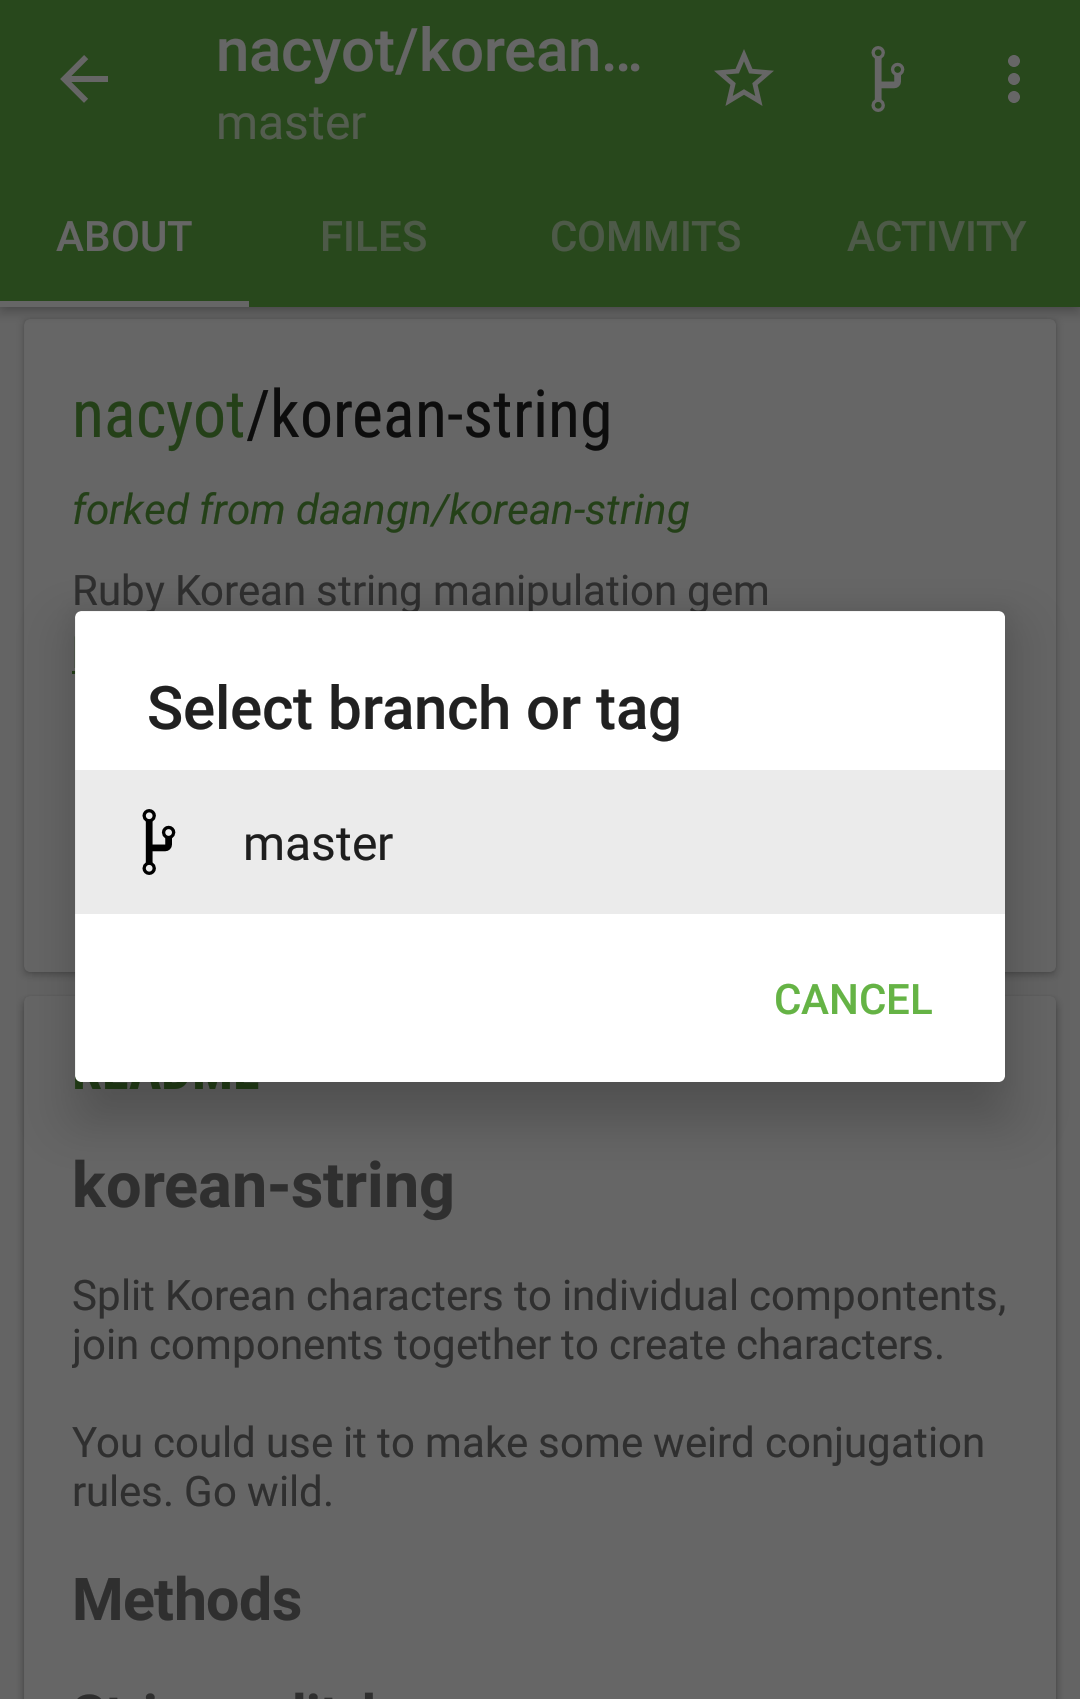 nacyot/korean...
master
ABOUT FILES COMMITS ACTIVITY
nacyot/korean-string
forked from daangn/korean-string
Ruby Korean string manipulation gem
Select branch or tag
master
CANCEL
README
korean-string
Split Korean characters to individual compontents,
join components together to create characters.
You could use it to make some weird conjugation
rules. Go wild.
Methods